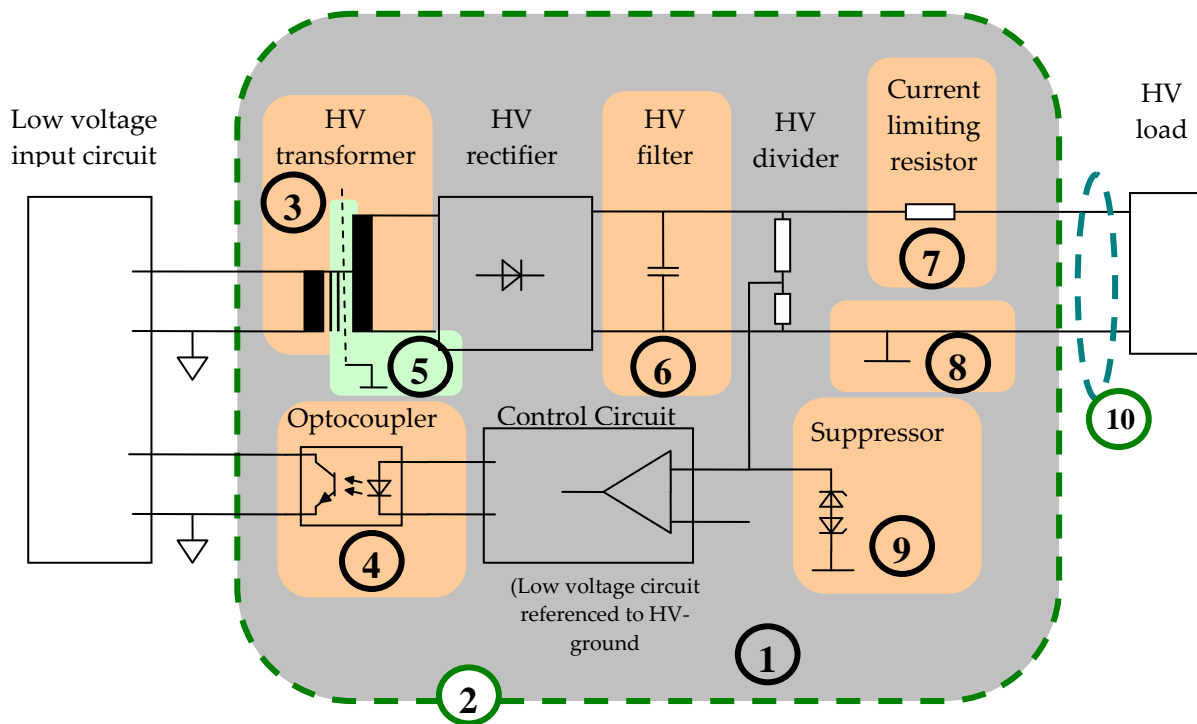 Low voltage
input circuit
HV
transformer
HV
rectifier
HV
filter
HV
divider
Current
limiting
resistor
HV
load
3
7
5
6
8
10
Optocoupler
Control Circuit
Suppressor
4
9
(Low voltage circuit
referenced to HV-
ground
1
2